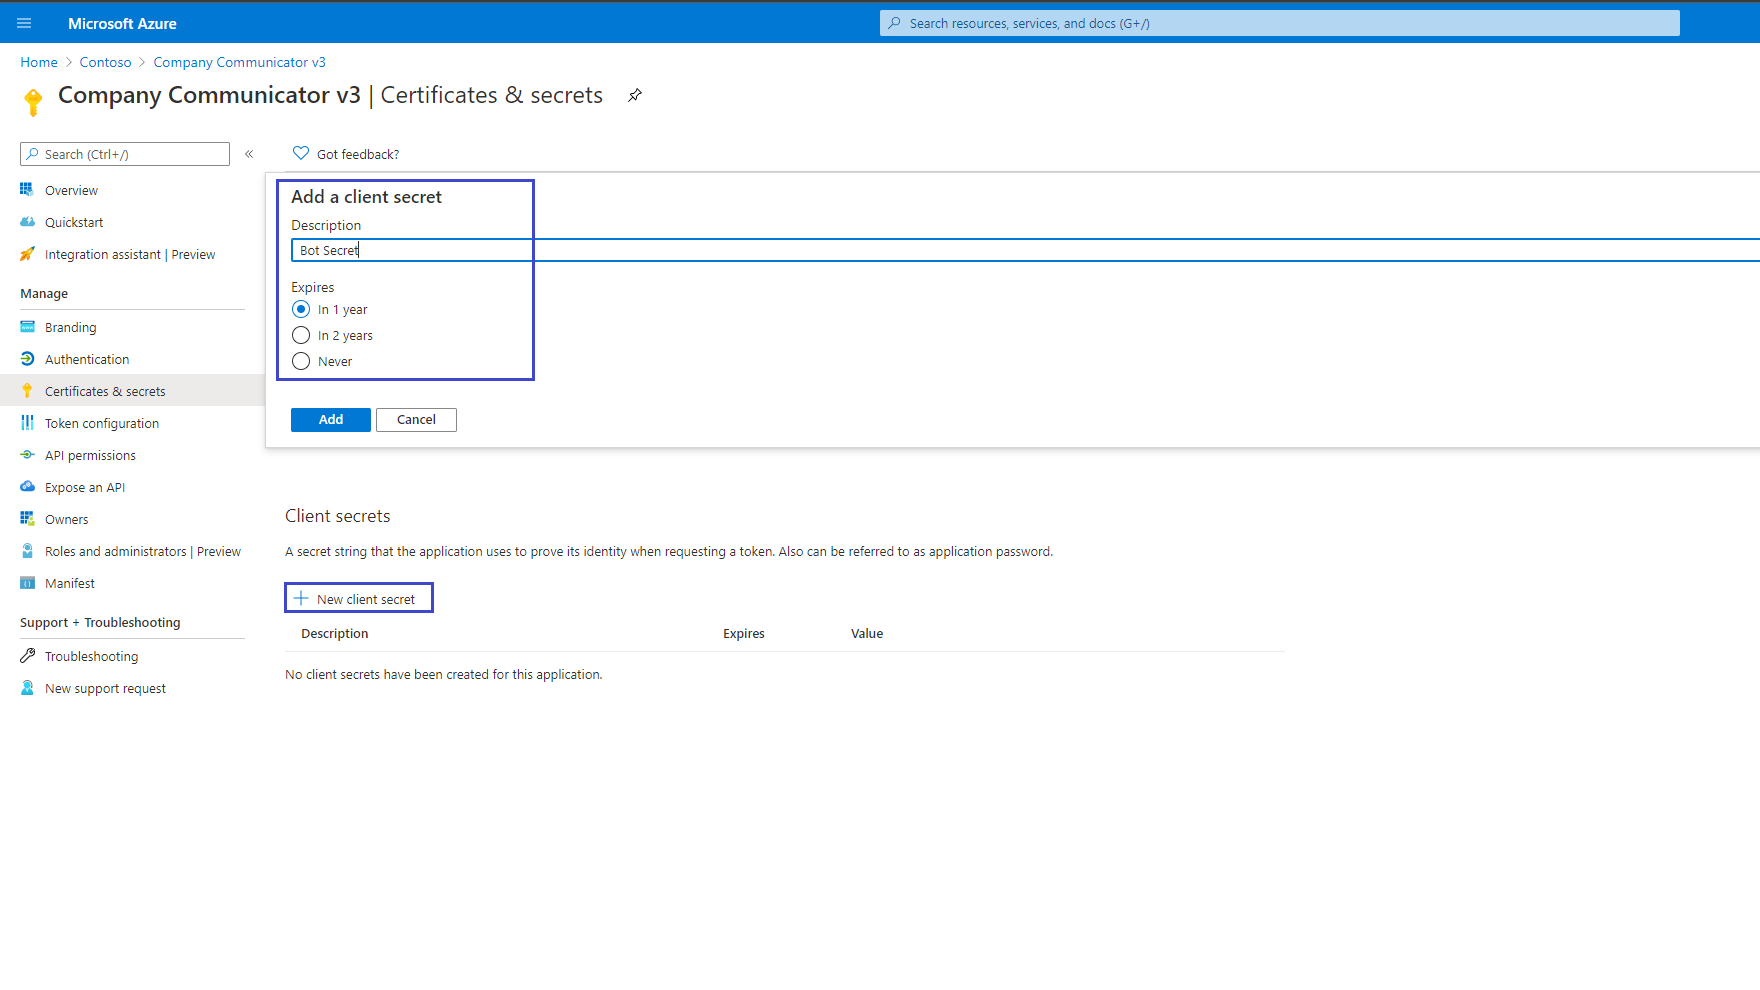 Microsoft Azure
Search resources, services, and docs (G+/)
Home > Contoso > Company Communicator v3
Company Communicator v3 | Certificates & secrets
Search (Ctrl+/)
Overview
Quickstart
Integration assistant | Preview
Manage
Branding
Authentication
Certificates & secrets
Token configuration
API permissions
Expose an API
Owners
Roles and administrators | Preview
Manifest
Support + Troubleshooting
Troubleshooting
New support request
Got feedback?
Add a client secret
Description
Bot Secret
Expires
In 1 year
In 2 years
Never
Add Cancel
Client secrets
A secret string that the application uses to prove its identity when requesting a token. Also can be referred to as application password.
New client secret
Description Expires Value
No client secrets have been created for this application.